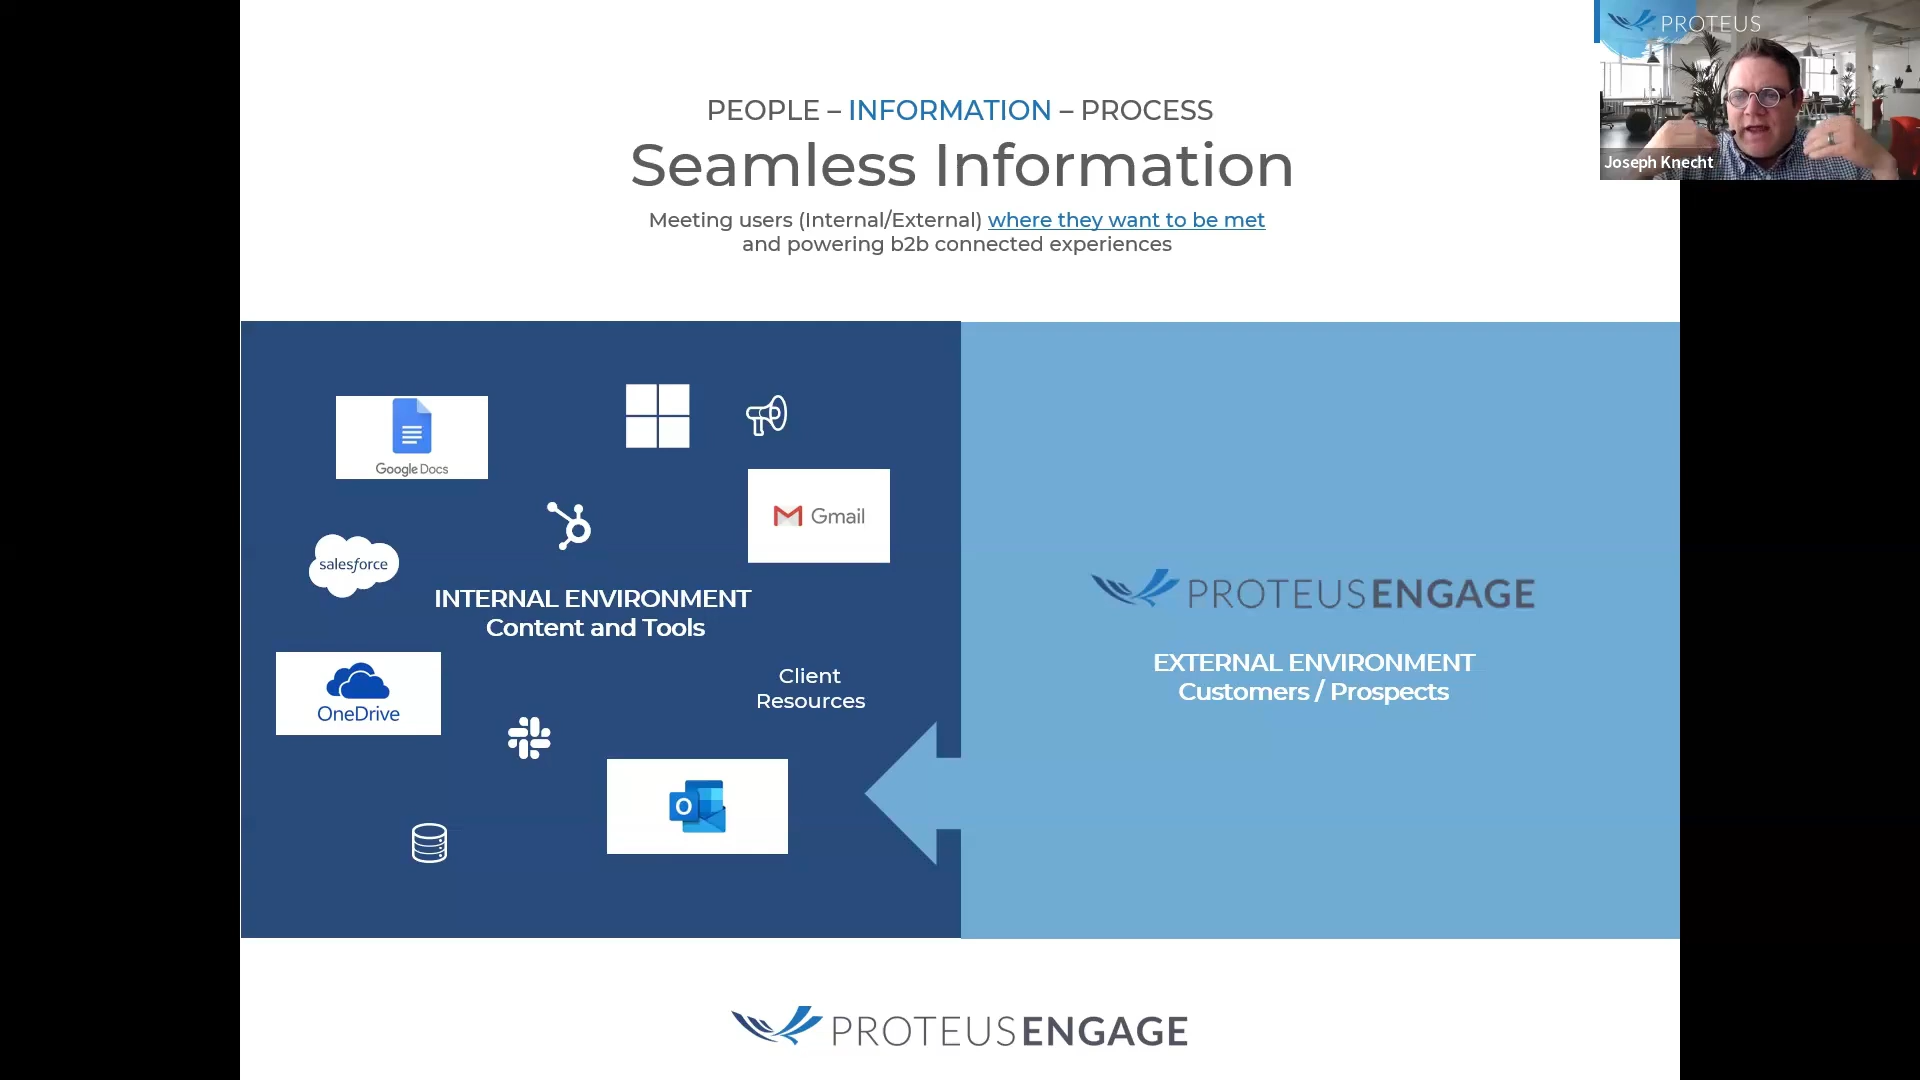 PROTEUS
Joseph Knecht
PEOPLE – INFORMATION – PROCESS
Seamless Information
Meeting users (Internal/External) where they want to be met
and powering b2b connected experiences
Google Docs
Gmail
salesforce
INTERNAL ENVIRONMENT
Content and Tools
OneDrive
Client
Resources
O
PROTEUSENGAGE
EXTERNAL ENVIRONMENT
Customers / Prospects
PROTEUSENGAGE